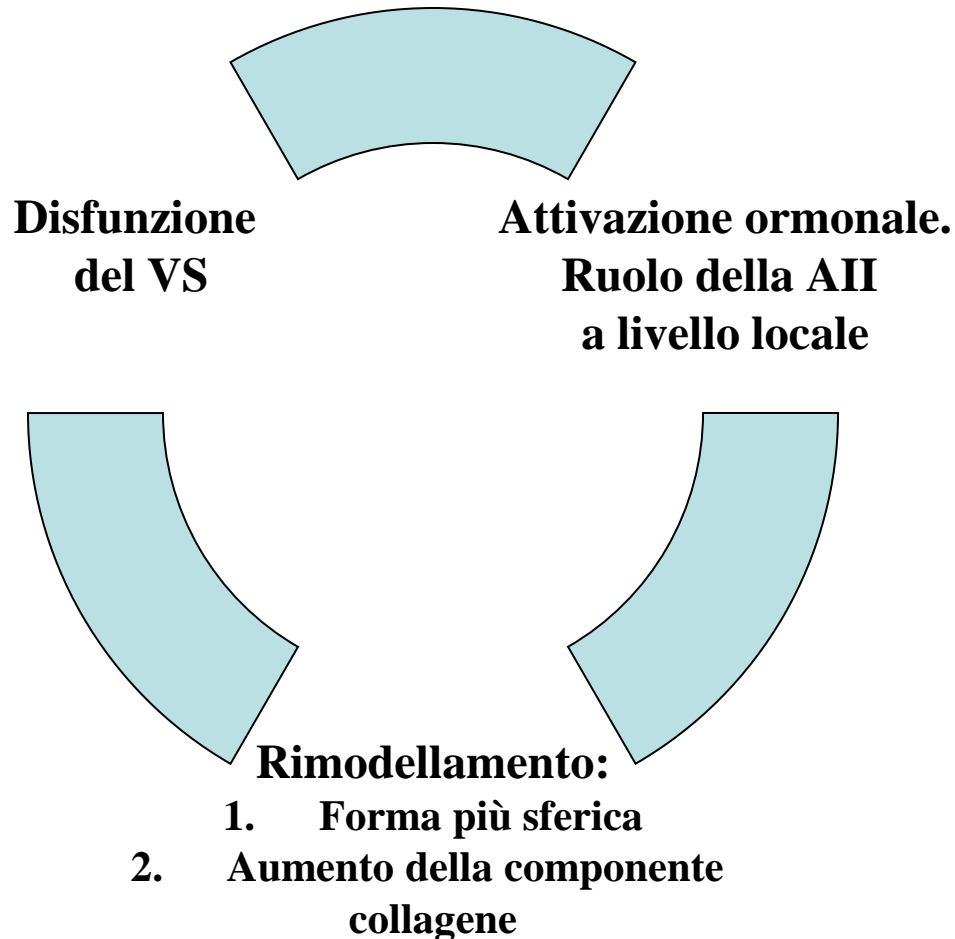 Disfunzione
del VS
Attivazione ormonale.
Ruolo della AII
a livello locale
Rimodellamento:
1. Forma più sferica
2. Aumento della componente
collagene